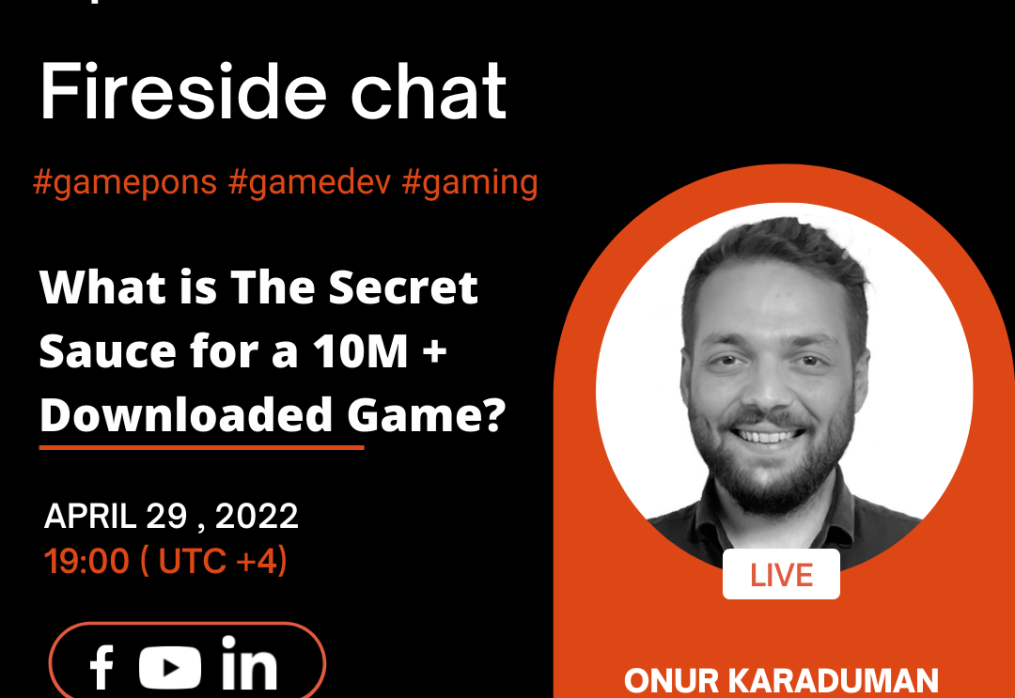 Fireside chat
#gamepons #gamedev #gaming
What is The Secret
Sauce for a 10M +
Downloaded Game?
APRIL 29 , 2022
19:00 ( UTC +4)
f in
LIVE
ONUR KARADUMAN